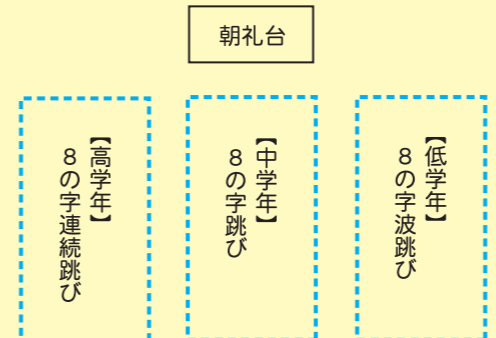 朝礼台
【低学年】
８の字波跳び
【中学年】
８の字跳び
【高学年】
８の字連続跳び